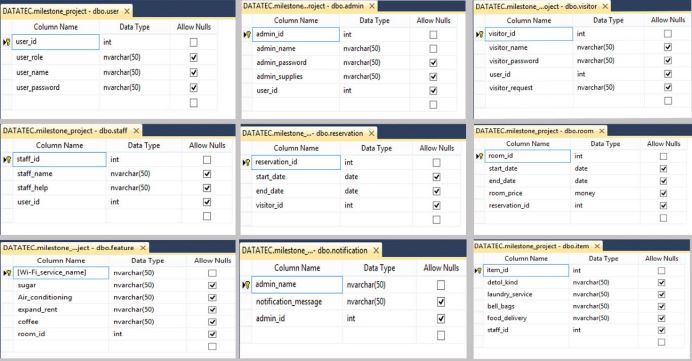 DATATEC.milestone_project - dbo.user
Column Name Data Type Allow Nulls
user_id int
user_role nvarchar(50)
user_name nvarchar(50)
user_password nvarchar(50)
DATATEC.milestone_...roject - dbo.admin
Column Name Data Type Allow Nulls
admin_id int
admin_name nvarchar(50)
admin_password nvarchar(50)
admin_supplies nvarchar(50)
user_id int
DATATEC.milestone_...oject - dbo.visitor
Column Name Data Type Allow Nulls
visitor_id int
visitor_name nvarchar(50)
visitor_password nvarchar(50)
user_id int
visitor_request nvarchar(50)
DATATEC.milestone_project - dbo.staff
Column Name Data Type Allow Nulls
staff_id int
staff_name nvarchar(50)
staff_help nvarchar(50)
user_id int
DATATEC.milestone_...- dbo.reservation
Column Name Data Type Allow Nulls
reservation_id int
start_date date
end_date date
visitor_id int
DATATEC.milestone_project - dbo.room
Column Name Data Type Allow Nulls
room_id int
start_date date
end_date date
room_price money
reservation_id int
DATATEC.milestone_...ject - dbo.feature
Column Name Data Type Allow Nulls
[Wi-Fi_service_name] nvarchar(50)
sugar nvarchar(50)
Air_conditioning nvarchar(50)
expand_rent nvarchar(50)
coffee nvarchar(50)
room_id int
DATATEC.milestone_...- dbo.notification
Column Name Data Type Allow Nulls
admin_name nvarchar(50)
notification_message nvarchar(50)
admin_id int
DATATEC.milestone_project - dbo.item
Column Name Data Type Allow Nulls
item_id int
detol_kind nvarchar(50)
laundry_service nvarchar(50)
bell_bags nvarchar(50)
food_delivery nvarchar(50)
staff_id int